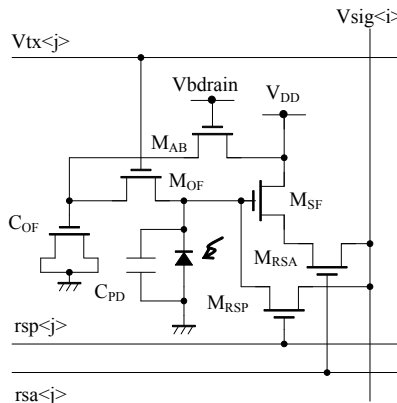 Vsig<i>
Vtx<j>
Vbdrain
VDD
MAB
MOF
MSF
COF
MRSA
CPD
MRSP
rsp<j>
rsa<j>